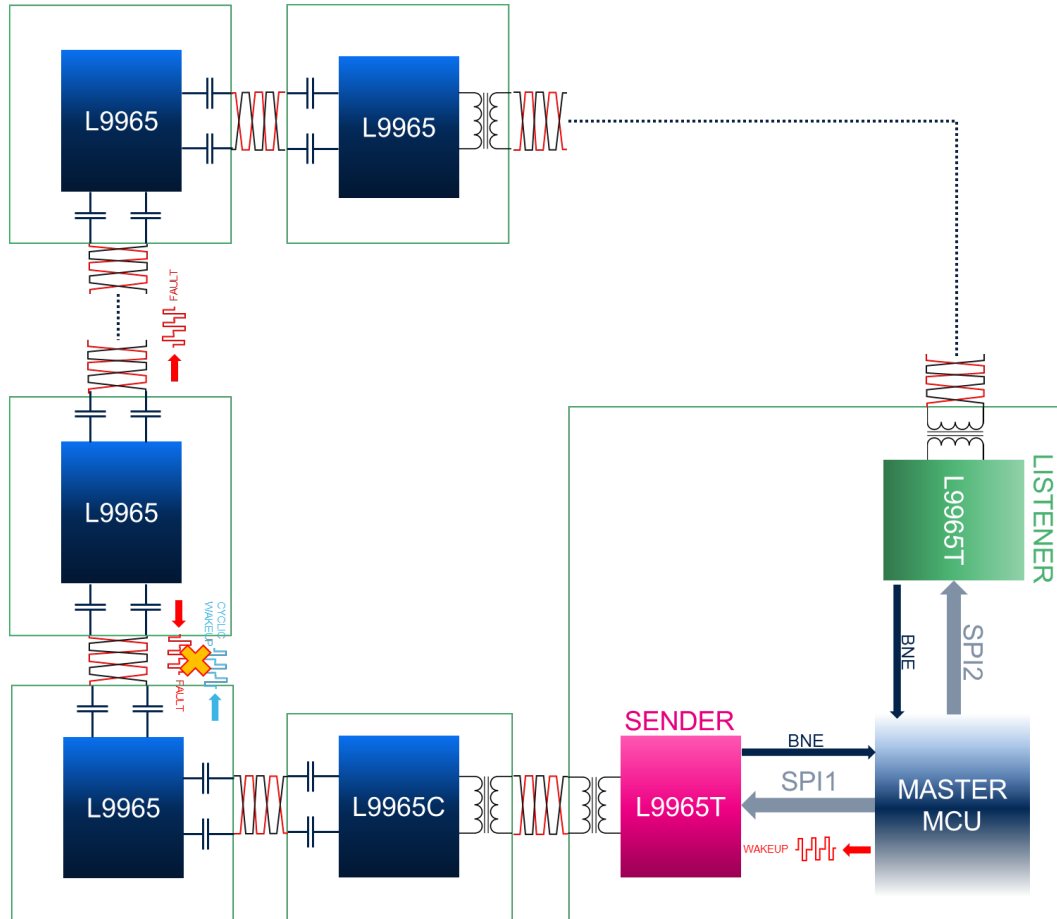 L9965
L9965
FAULT
L9965
CYCLIC
WAKEUP
FAULT
L9965
L9965C
SENDER
L9965T
BNE
SPI1
WAKEUP
MASTER
MCU
BNE
SPI2
L9965T
LISTENER